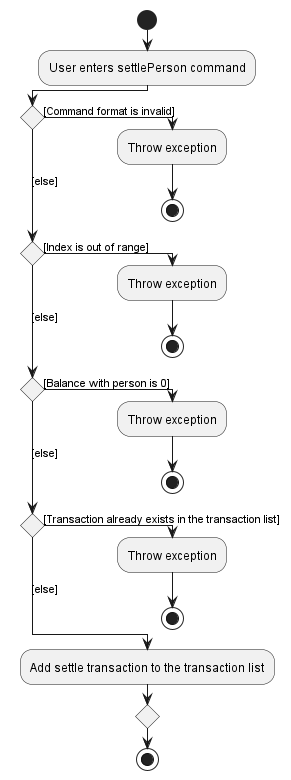 User enters settlePerson command
[Command format is invalid]
Throw exception
[else]
[Index is out of range]
Throw exception
[else]
[Balance with person is 0]
Throw exception
[else]
[Transaction already exists in the transaction list]
Throw exception
[else]
Add settle transaction to the transaction list